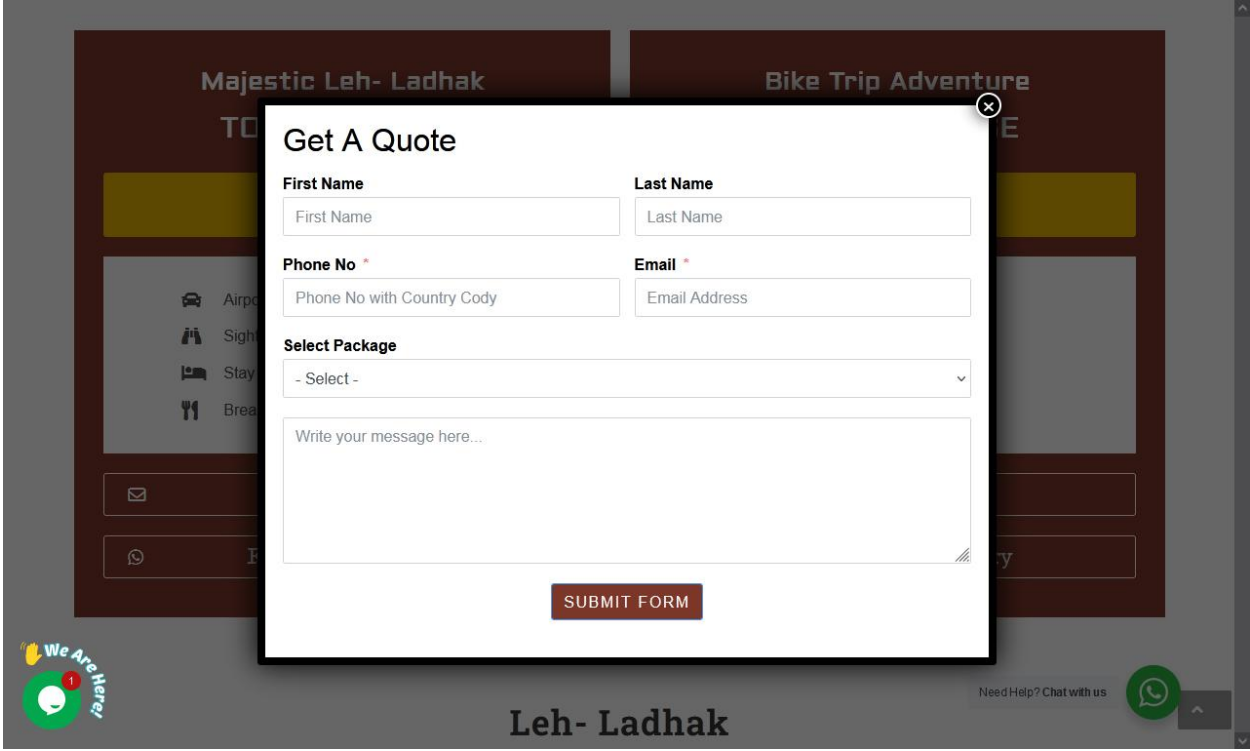 Majestic Leh- Ladhak
Bike Trip Adventure
Get A Quote
First Name
Last Name
First Name
Last Name
Phone No *
Email *
Phone No with Country Cody
Email Address
Select Package
- Select -
Write your message here...
SUBMIT FORM
Stay
We Are Here!
1
Need Help? Chat with us
Leh- Ladhak